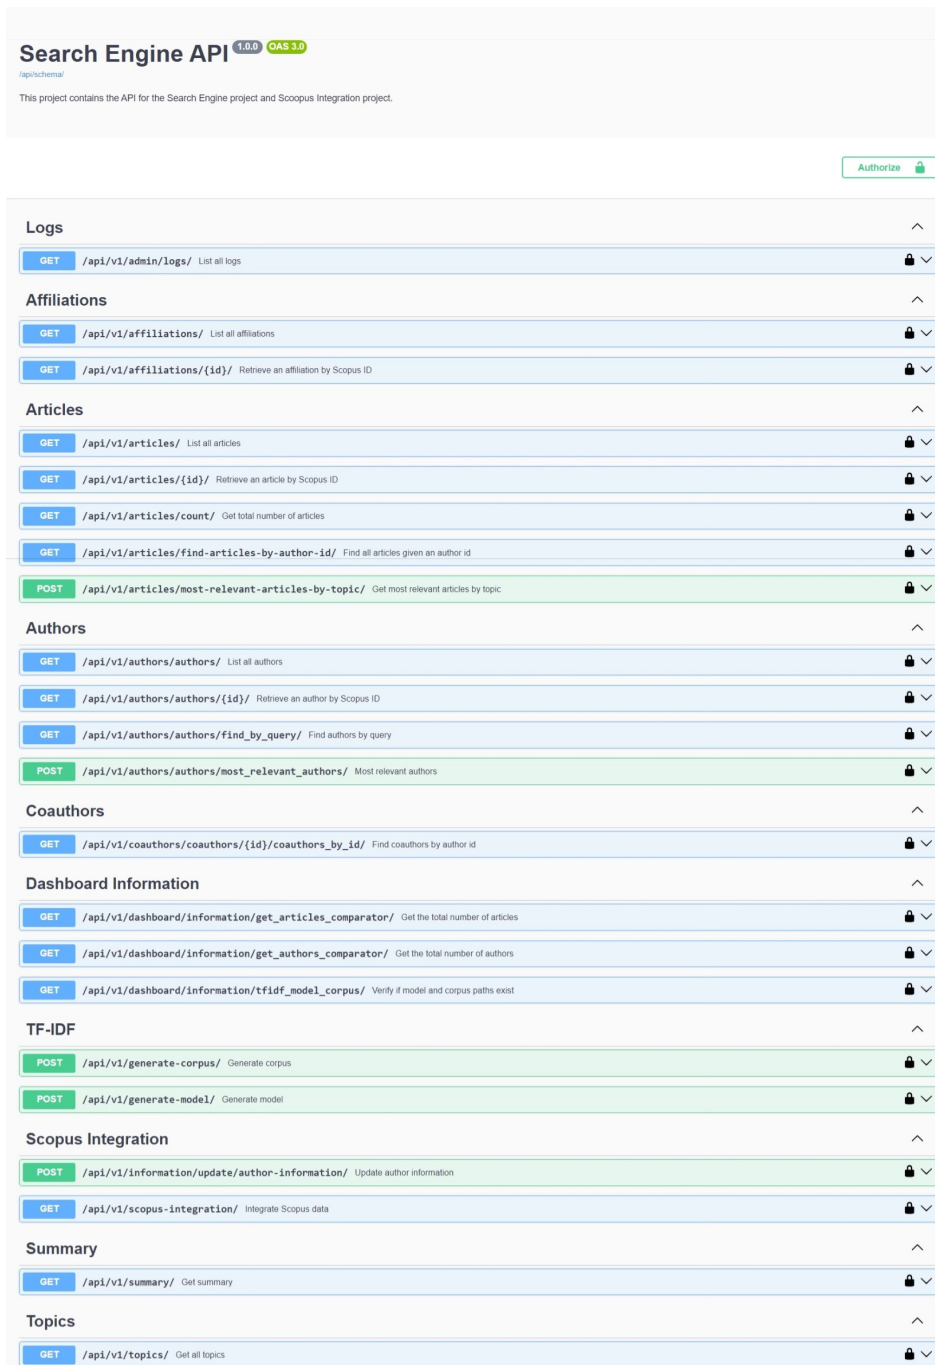 Search Engine API 1.0.0 OAS 3.0
/api/schema/
This project contains the API for the Search Engine project and Scoopus Integration project.
Authorize
Logs
GET /api/v1/admin/logs/ List all logs
Affiliations
GET /api/v1/affiliations/ List all affiliations
GET /api/v1/affiliations/{id}/ Retrieve an affiliation by Scopus ID
Articles
GET /api/v1/articles/ List all articles
GET /api/v1/articles/{id}/ Retrieve an article by Scopus ID
GET /api/v1/articles/count/ Get total number of articles
GET /api/v1/articles/find-articles-by-author-id/ Find all articles given an author id
POST /api/v1/articles/most-relevant-articles-by-topic/ Get most relevant articles by topic
Authors
GET /api/v1/authors/authors/ List all authors
GET /api/v1/authors/authors/{id}/ Retrieve an author by Scopus ID
GET /api/v1/authors/authors/find_by_query/ Find authors by query
POST /api/v1/authors/authors/most_relevant_authors/ Most relevant authors
Coauthors
GET /api/v1/coauthors/coauthors/{id}/coauthors_by_id/ Find coauthors by author id
Dashboard Information
GET /api/v1/dashboard/information/get_articles_comparator/ Get the total number of articles
GET /api/v1/dashboard/information/get_authors_comparator/ Get the total number of authors
GET /api/v1/dashboard/information/tfidf_model_corpus/ Verify if model and corpus paths exist
TF-IDF
POST /api/v1/generate-corpus/ Generate corpus
POST /api/v1/generate-model/ Generate model
Scopus Integration
POST /api/v1/information/update/author-information/ Update author information
GET /api/v1/scopus-integration/ Integrate Scopus data
Summary
GET /api/v1/summary/ Get summary
Topics
GET /api/v1/topics/ Get all topics